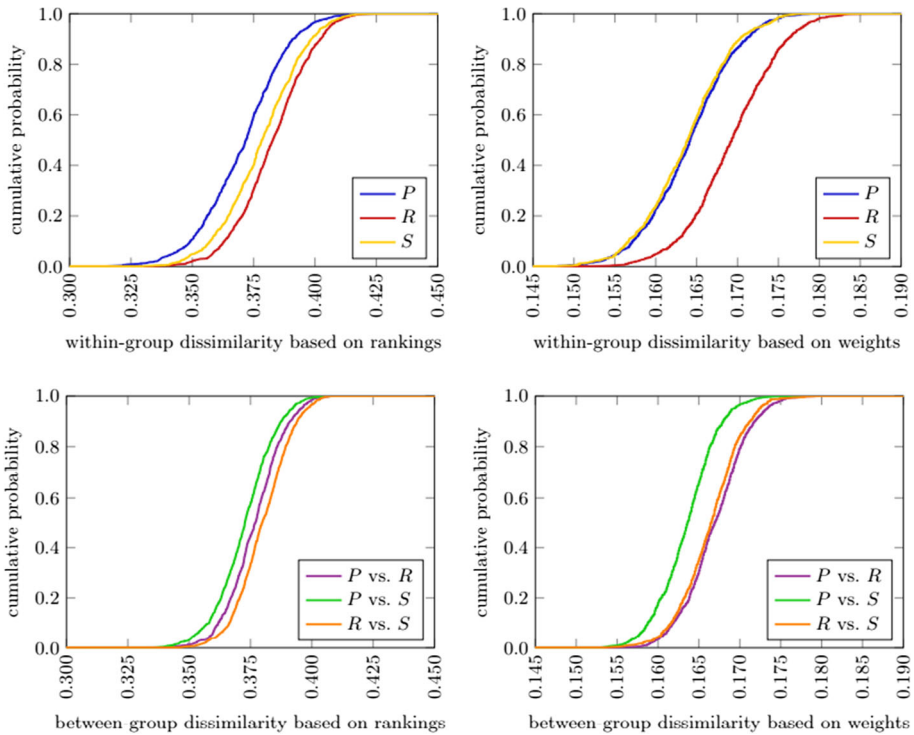 1.0
0.8
0.6
0.4
0.2
0.0
cumulative probability
P
R
S
0.300
0.325
0.350
0.375
0.400
0.425
0.450
within-group dissimilarity based on rankings
1.0
0.8
0.6
0.4
0.2
0.0
cumulative probability
P
R
S
0.145
0.150
0.155
0.160
0.165
0.170
0.175
0.180
0.185
0.190
within-group dissimilarity based on weights
1.0
0.8
0.6
0.4
0.2
0.0
cumulative probability
P vs. R
P vs. S
R vs. S
0.300
0.325
0.350
0.375
0.400
0.425
0.450
between-group dissimilarity based on rankings
1.0
0.8
0.6
0.4
0.2
0.0
cumulative probability
P vs. R
P vs. S
R vs. S
0.145
0.150
0.155
0.160
0.165
0.170
0.175
0.180
0.185
0.190
between-group dissimilarity based on weights